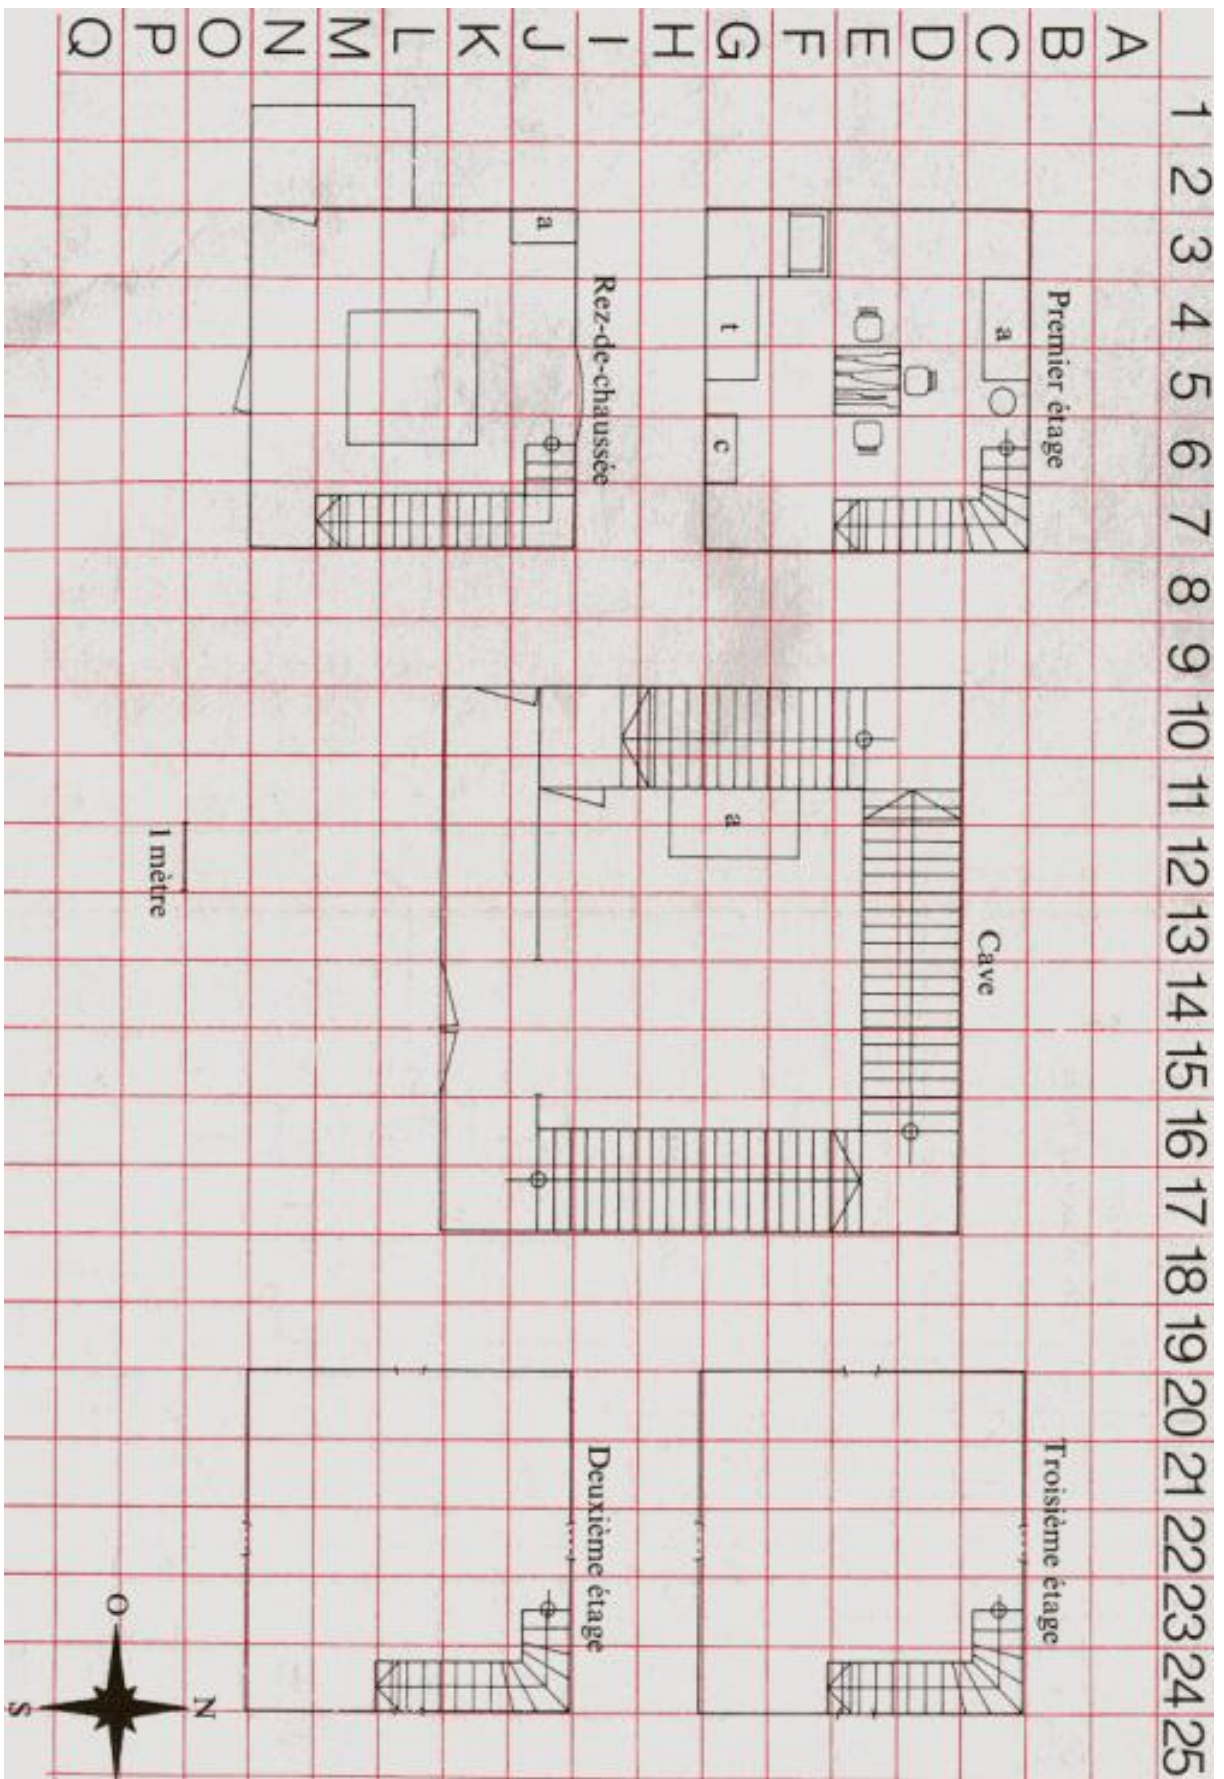 1 2 3 4 5 6 7 8 9 10 11 12 13 14 15 16 17 18 19 20 21 22 23 24 25
A
B
Premier étage
Troisième étage
C
a
Cave
D
E
F
G
t
c
a
H
I
Rez-de-chaussée
Deuxième étage
J
a
K
L
M
N
O
N
P
1 mètre
O
Q
S